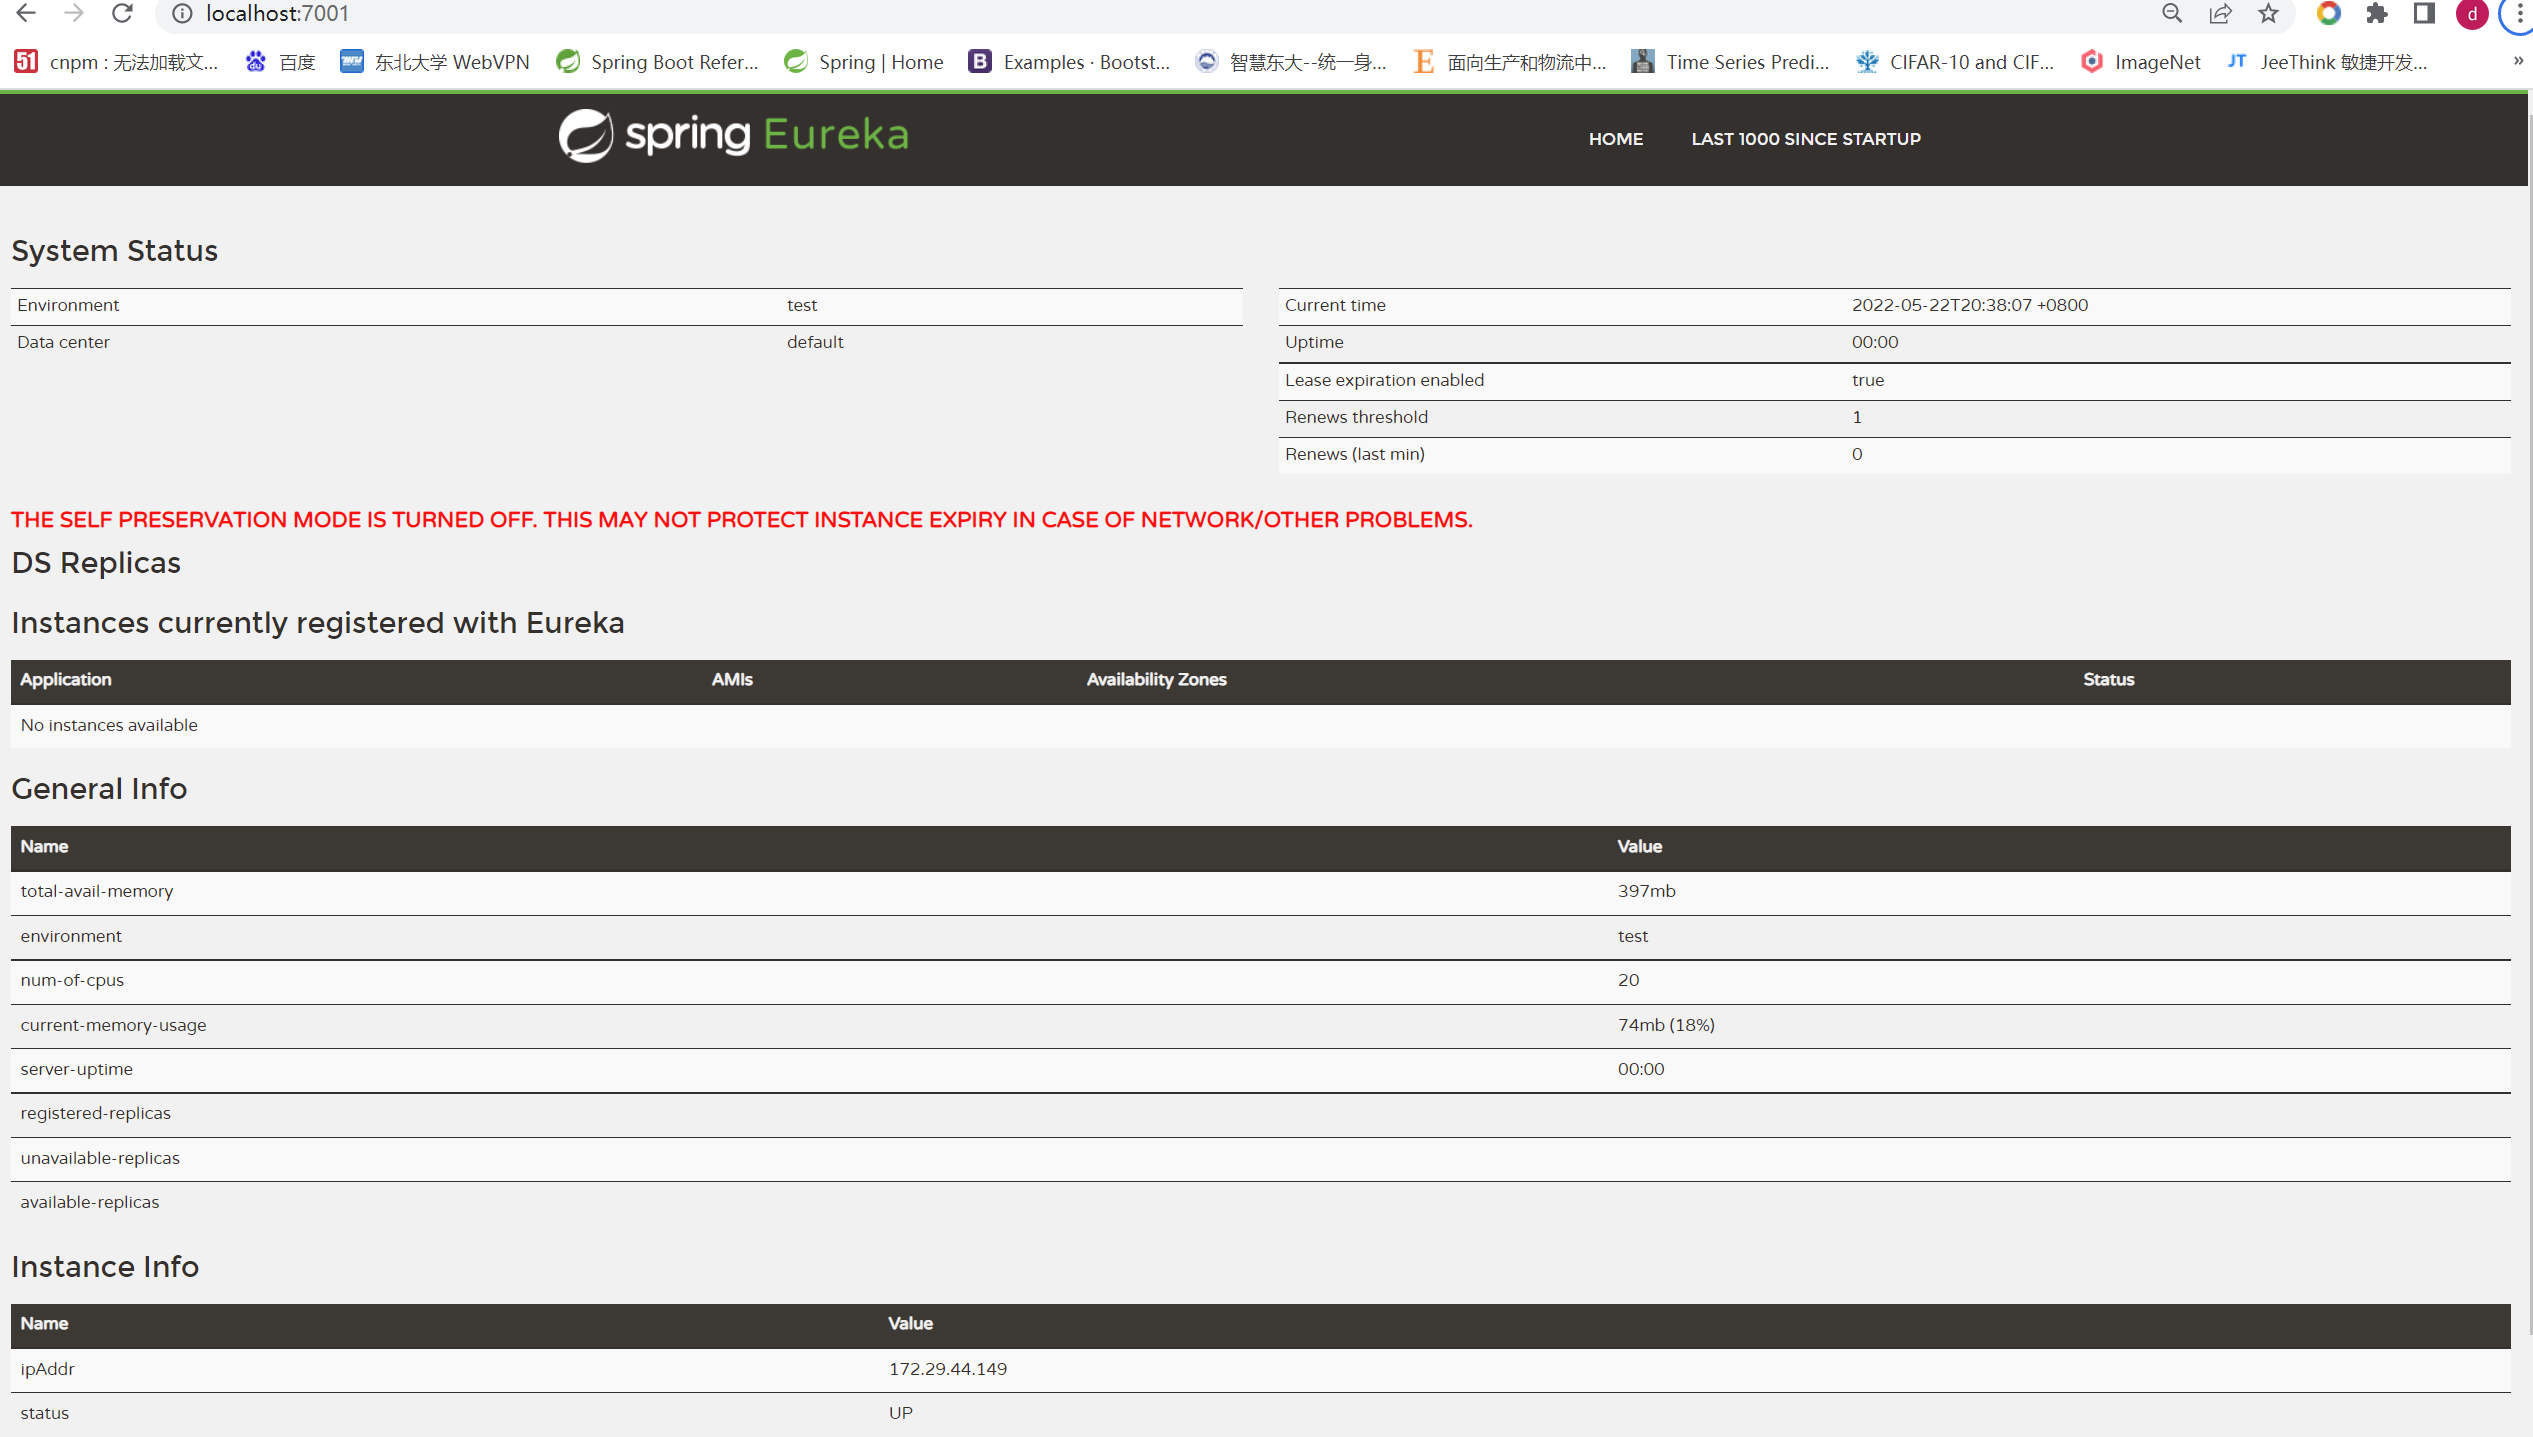 localhost:7001
d
cnpm : 无法加载文... 百度 东北大学 WebVPN Spring Boot Refer... Spring | Home Examples · Bootst... 智慧东大--统一身... 面向生产和物流中... Time Series Predi... CIFAR-10 and CIF... ImageNet JeeThink 敏捷开发... »
spring Eureka
HOME LAST 1000 SINCE STARTUP
System Status
Environment test
Data center default
Current time 2022-05-22T20:38:07 +0800
Uptime 00:00
Lease expiration enabled true
Renews threshold 1
Renews (last min) 0
THE SELF PRESERVATION MODE IS TURNED OFF. THIS MAY NOT PROTECT INSTANCE EXPIRY IN CASE OF NETWORK/OTHER PROBLEMS.
DS Replicas
Instances currently registered with Eureka
Application AMIs Availability Zones Status
No instances available
General Info
Name Value
total-avail-memory 397mb
environment test
num-of-cpus 20
current-memory-usage 74mb (18%)
server-uptime 00:00
registered-replicas
unavailable-replicas
available-replicas
Instance Info
Name Value
ipAddr 172.29.44.149
status UP